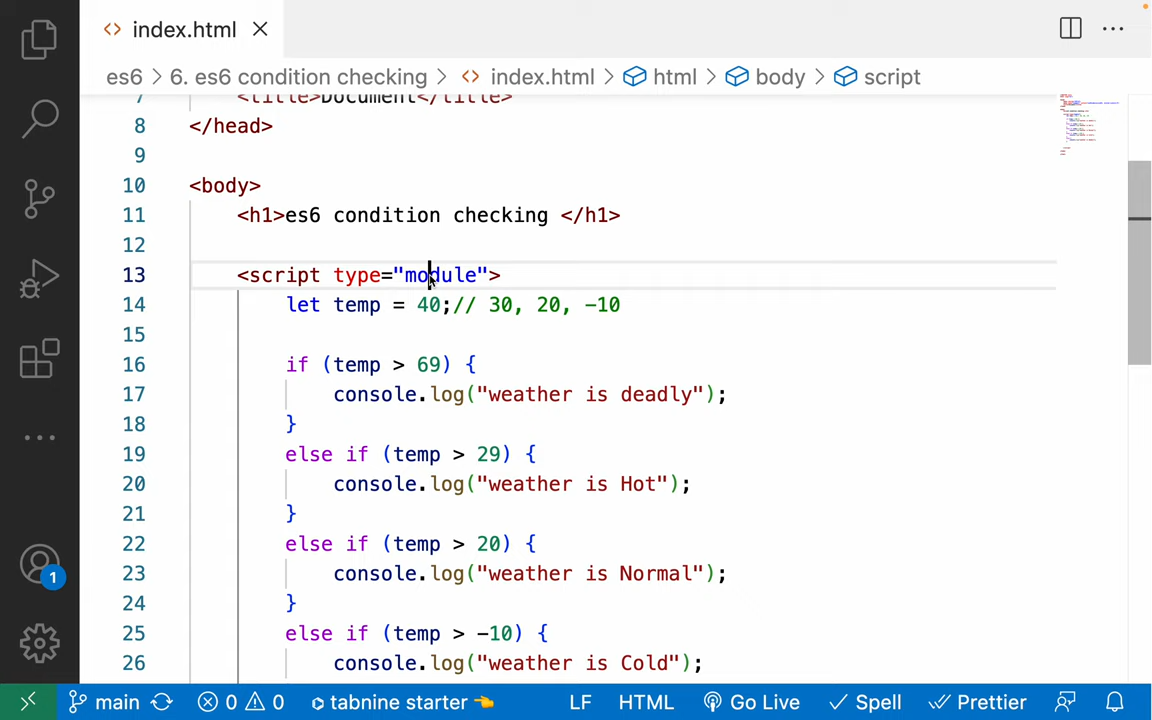 index.html
es6 > 6. es6 condition checking > index.html > html > body > script
7 <title>Document</title>
8 </head>
9
10 <body>
11 <h1>es6 condition checking </h1>
12
13 <script type="module">
14 let temp = 40;// 30, 20, -10
15
16 if (temp > 69) {
17 console.log("weather is deadly");
18 }
19 else if (temp > 29) {
20 console.log("weather is Hot");
21 }
22 else if (temp > 20) {
23 console.log("weather is Normal");
24 }
25 else if (temp > -10) {
26 console.log("weather is Cold");
1
main 0 0 tabnine starter 👈 LF HTML Go Live Spell Prettier